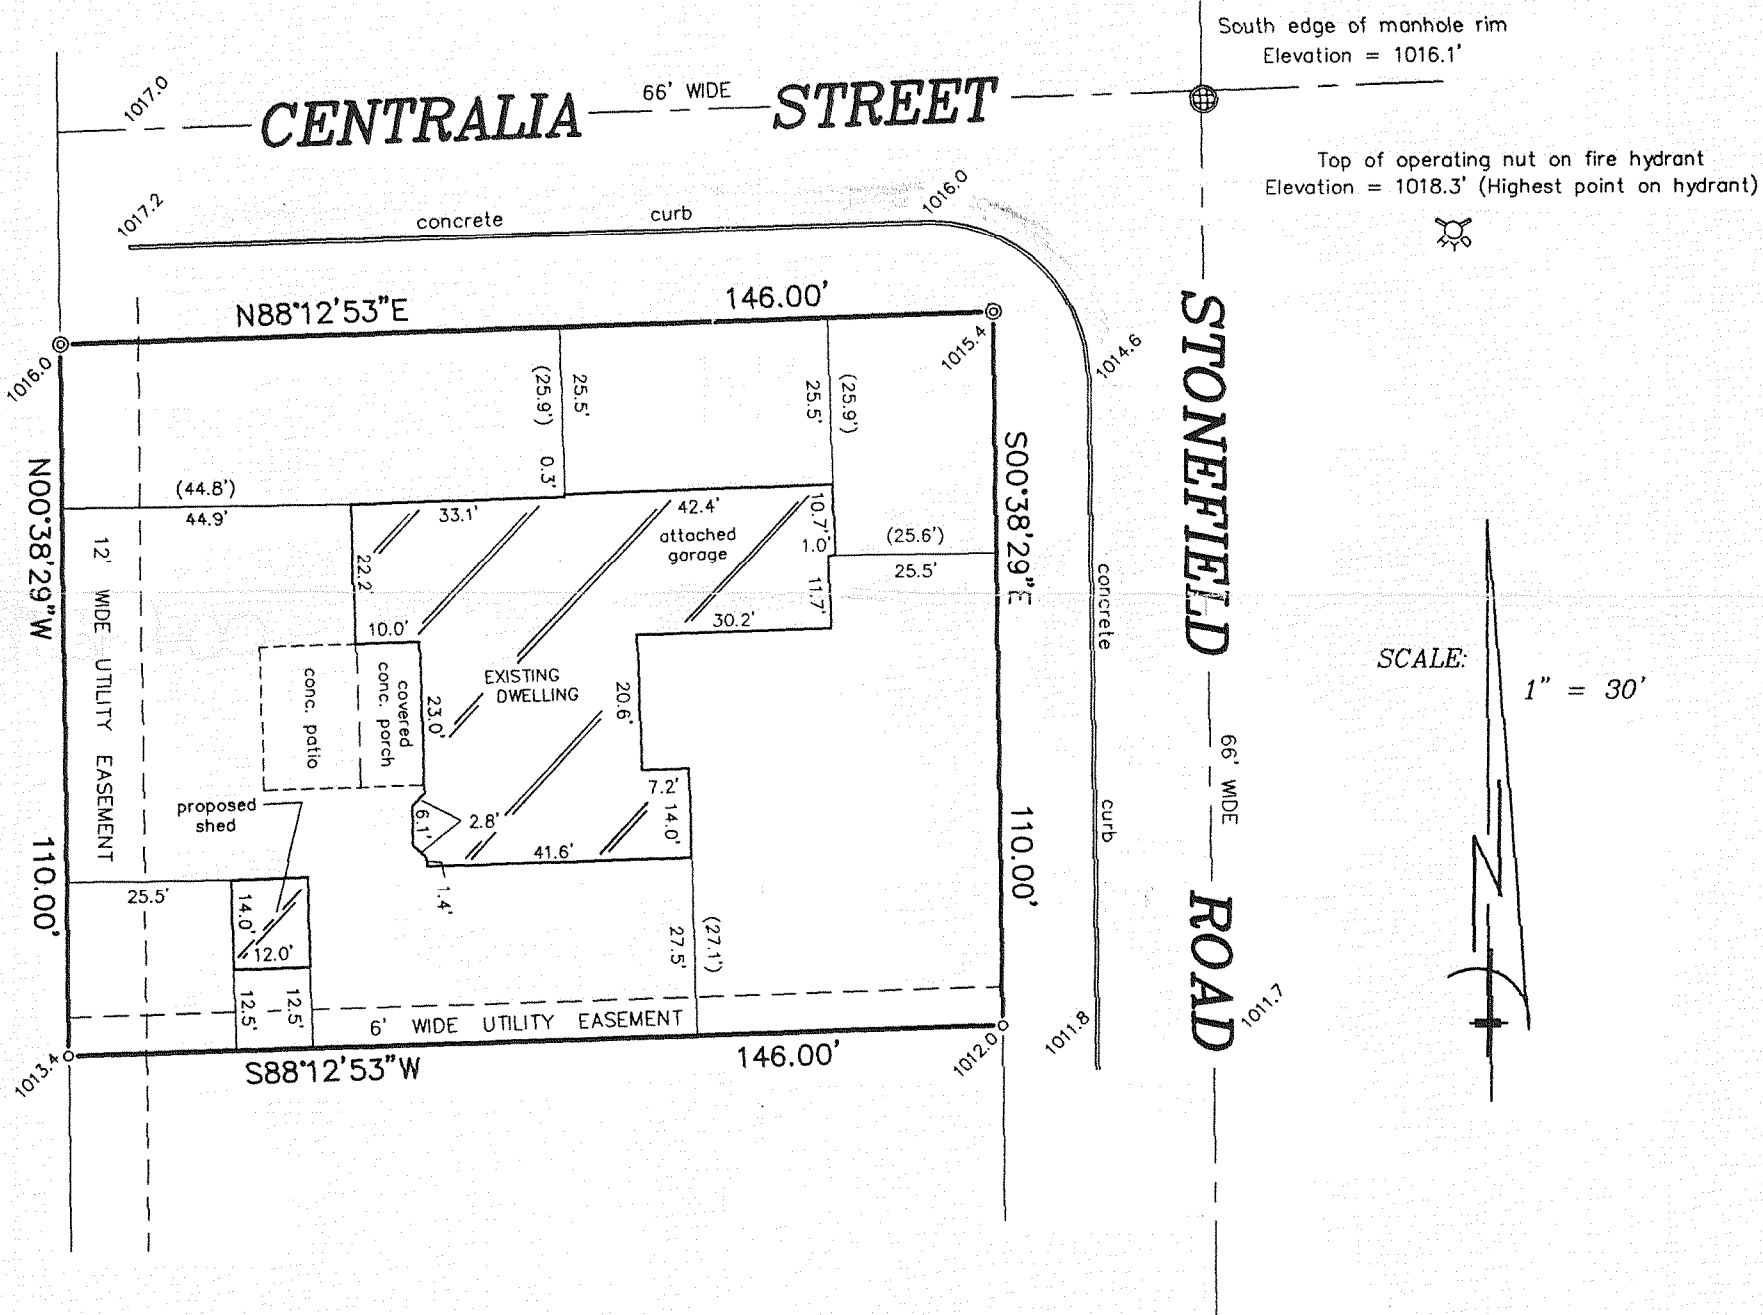 South edge of manhole rim
Elevation = 1016.1'
1017.0
CENTRALIA
66' WIDE
STREET
Top of operating nut on fire hydrant
Elevation = 1018.3' (Highest point on hydrant)
HYD
1017.2
concrete
curb
1016.0
N88°12'53"E
146.00'
1016.0
1015.4
1014.6
STONEFIELD
66' WIDE
ROAD
(25.9')
25.5'
0.3'
25.5'
(25.9')
N00°38'29"W
110.00'
S00°38'29"E
110.00'
(44.8')
44.9'
33.1'
42.4'
attached
garage
10.7'
1.0'
11.7'
(25.6')
25.5'
12' WIDE UTILITY EASEMENT
22.2'
10.0'
30.2'
concrete
curb
SCALE:
1" = 30'
N
conc. patio
covered
conc. porch
23.0'
EXISTING
DWELLING
20.6'
7.2'
14.0'
proposed
shed
6.1'
2.8'
41.6'
1.4'
25.5'
14.0'
12.0'
12.5'
12.5'
27.5'
(27.1')
6' WIDE UTILITY EASEMENT
S88°12'53"W
146.00'
1013.4
1012.0
1011.8
1011.7